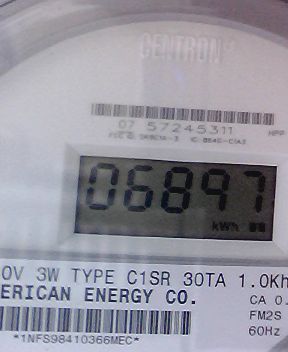 CENTRON
07 57245311
HPP
06897
kWh
0V 3W TYPE C1SR 30TA 1.0Kh
ERICAN ENERGY CO. CA 0.
FM2S
60Hz
*1NFS98410366MEC*